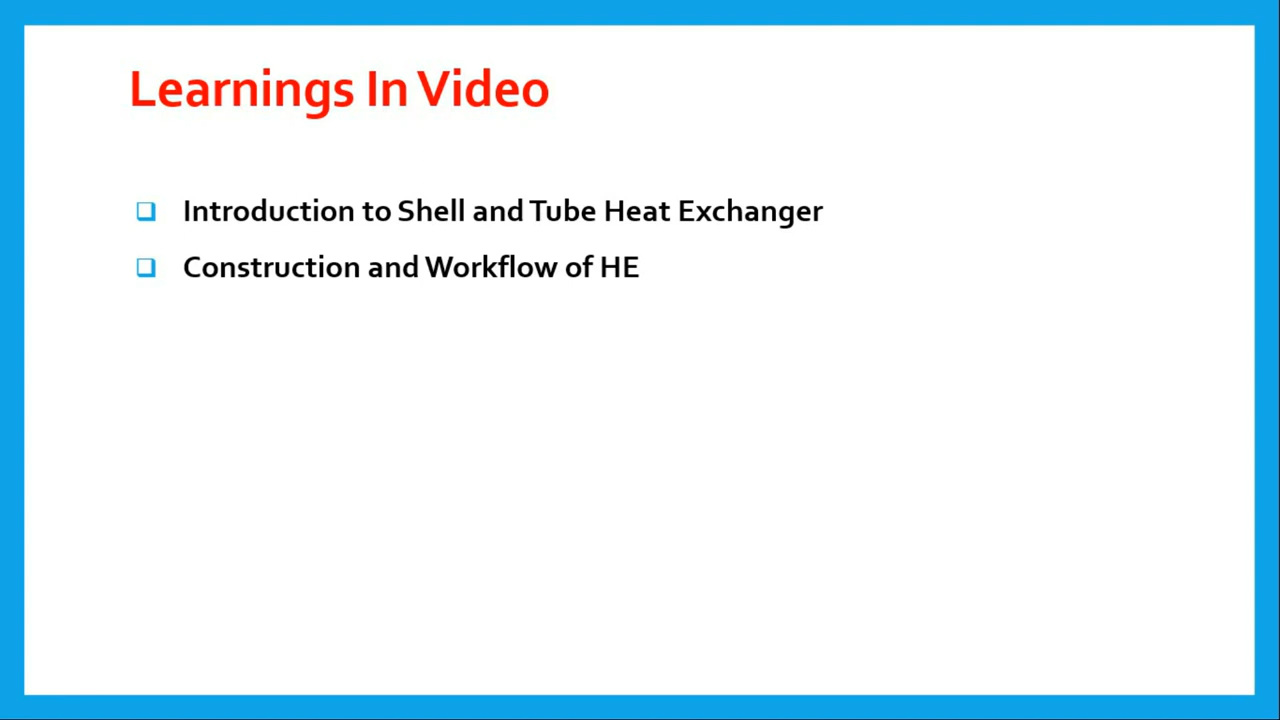 Learnings In Video
Introduction to Shell and Tube Heat Exchanger
Construction and Workflow of HE